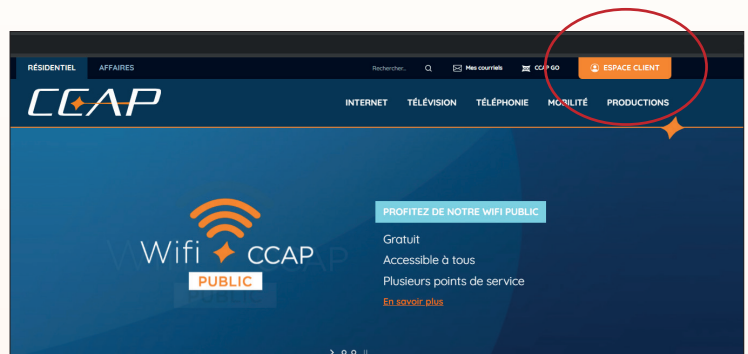 RÉSIDENTIEL AFFAIRES Rechercher... Mes courriels CCAP GO ESPACE CLIENT
CCAP INTERNET TÉLÉVISION TÉLÉPHONIE MOBILITÉ PRODUCTIONS
PROFITEZ DE NOTRE WIFI PUBLIC
Gratuit
Wifi CCAP
Accessible à tous
PUBLIC
Plusieurs points de service
En savoir plus